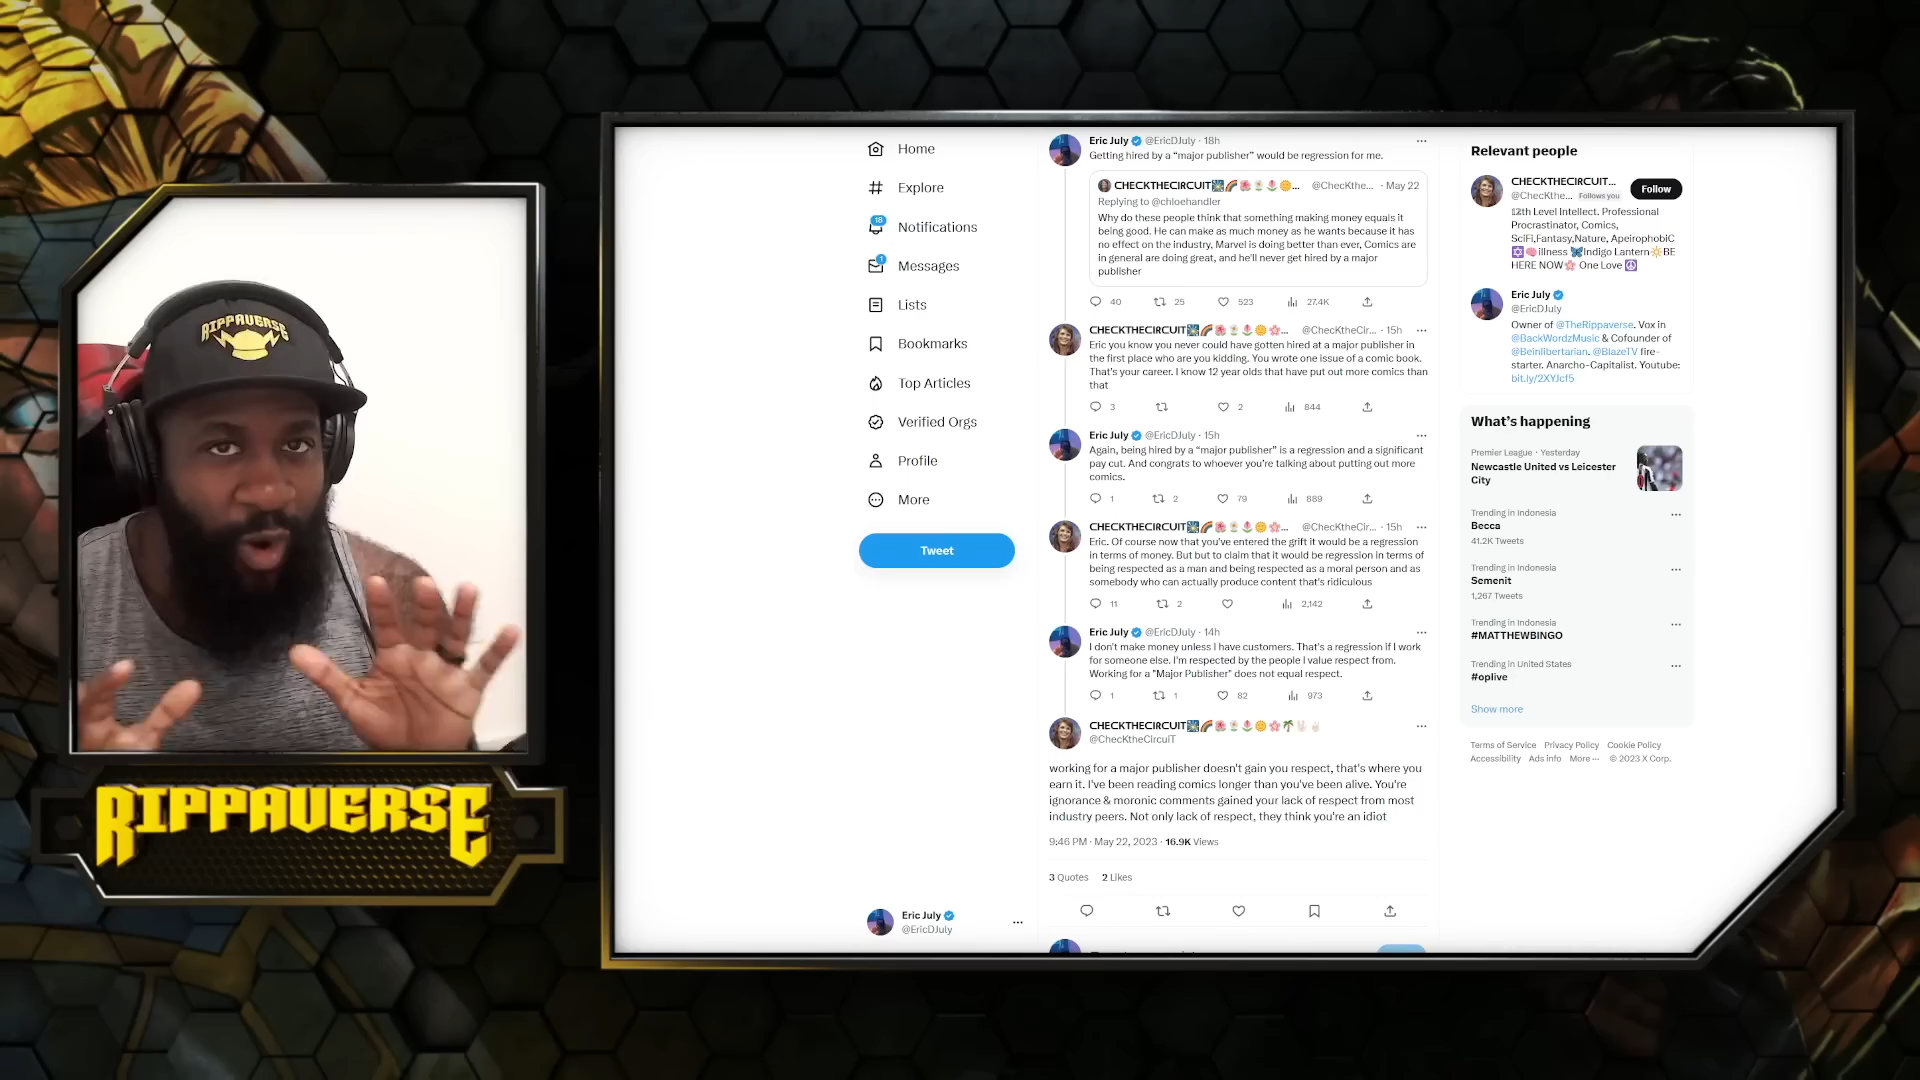 RIPPAVERSE
RIPPAVERSE
Home
Explore
18
Notifications
1
Messages
Lists
Bookmarks
Top Articles
Verified Orgs
Profile
More
Tweet
Eric July
@EricDJuly
Eric July @EricDJuly · 18h
Getting hired by a “major publisher” would be regression for me.
CHECKTHECIRCUIT🎆🌈🌺🌷🌷🌼... @ChecKthe... · May 22
Replying to @chloehandler
Why do these people think that something making money equals it
being good. He can make as much money as he wants because it has
no effect on the industry, Marvel is doing better than ever, Comics are
in general are doing great, and he'll never get hired by a major
publisher
40 25 523 27.4K
CHECKTHECIRCUIT🎆🌈🌺🌷🌷🌼🌸... @ChecKtheCir... · 15h
Eric you know you never could have gotten hired at a major publisher in
the first place who are you kidding. You wrote one issue of a comic book.
That's your career. I know 12 year olds that have put out more comics than
that
3 2 844
Eric July @EricDJuly · 15h
Again, being hired by a “major publisher” is a regression and a significant
pay cut. And congrats to whoever you're talking about putting out more
comics.
1 2 79 889
CHECKTHECIRCUIT🎆🌈🌺🌷🌷🌼🌸... @ChecKtheCir... · 15h
Eric. Of course now that you've entered the grift it would be a regression
in terms of money. But but to claim that it would be regression in terms of
being respected as a man and being respected as a moral person and as
somebody who can actually produce content that's ridiculous
11 2 2,142
Eric July @EricDJuly · 14h
I don't make money unless I have customers. That's a regression if I work
for someone else. I'm respected by the people I value respect from.
Working for a "Major Publisher" does not equal respect.
1 1 82 973
CHECKTHECIRCUIT🎆🌈🌺🌷🌷🌼🌸🌴🖖✌
@ChecKtheCircuiT
working for a major publisher doesn't gain you respect, that's where you
earn it. I've been reading comics longer than you've been alive. You're
ignorance & moronic comments gained your lack of respect from most
industry peers. Not only lack of respect, they think you're an idiot
9:46 PM · May 22, 2023 · 16.9K Views
3 Quotes 2 Likes
Relevant people
CHECKTHECIRCUIT...
@ChecKthe... Follows you
Follow
12th Level Intellect. Professional
Procrastinator, Comics,
SciFi,Fantasy,Nature, ApeirophobiC
✡🧠illness 🦋Indigo Lantern🔆BE
HERE NOW🌸 One Love ☮
Eric July
@EricDJuly
Owner of @TheRippaverse. Vox in
@BackWordzMusic & Cofounder of
@Beinlibertarian. @BlazeTV fire-
starter. Anarcho-Capitalist. Youtube:
bit.ly/2XYJcf5
What's happening
Premier League · Yesterday
Newcastle United vs Leicester
City
Trending in Indonesia
Becca
41.2K Tweets
Trending in Indonesia
Semenit
1,267 Tweets
Trending in Indonesia
#MATTHEWBINGO
Trending in United States
#oplive
Show more
Terms of Service Privacy Policy Cookie Policy
Accessibility Ads info More ··· © 2023 X Corp.